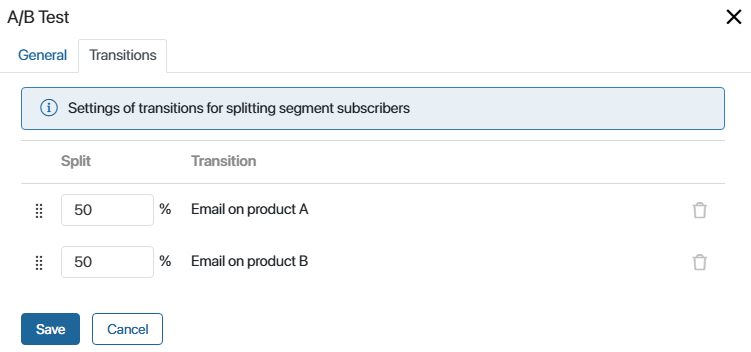 A/B Test
General Transitions
Settings of transitions for splitting segment subscribers
Split Transition
50 % Email on product A
50 % Email on product B
Save Cancel